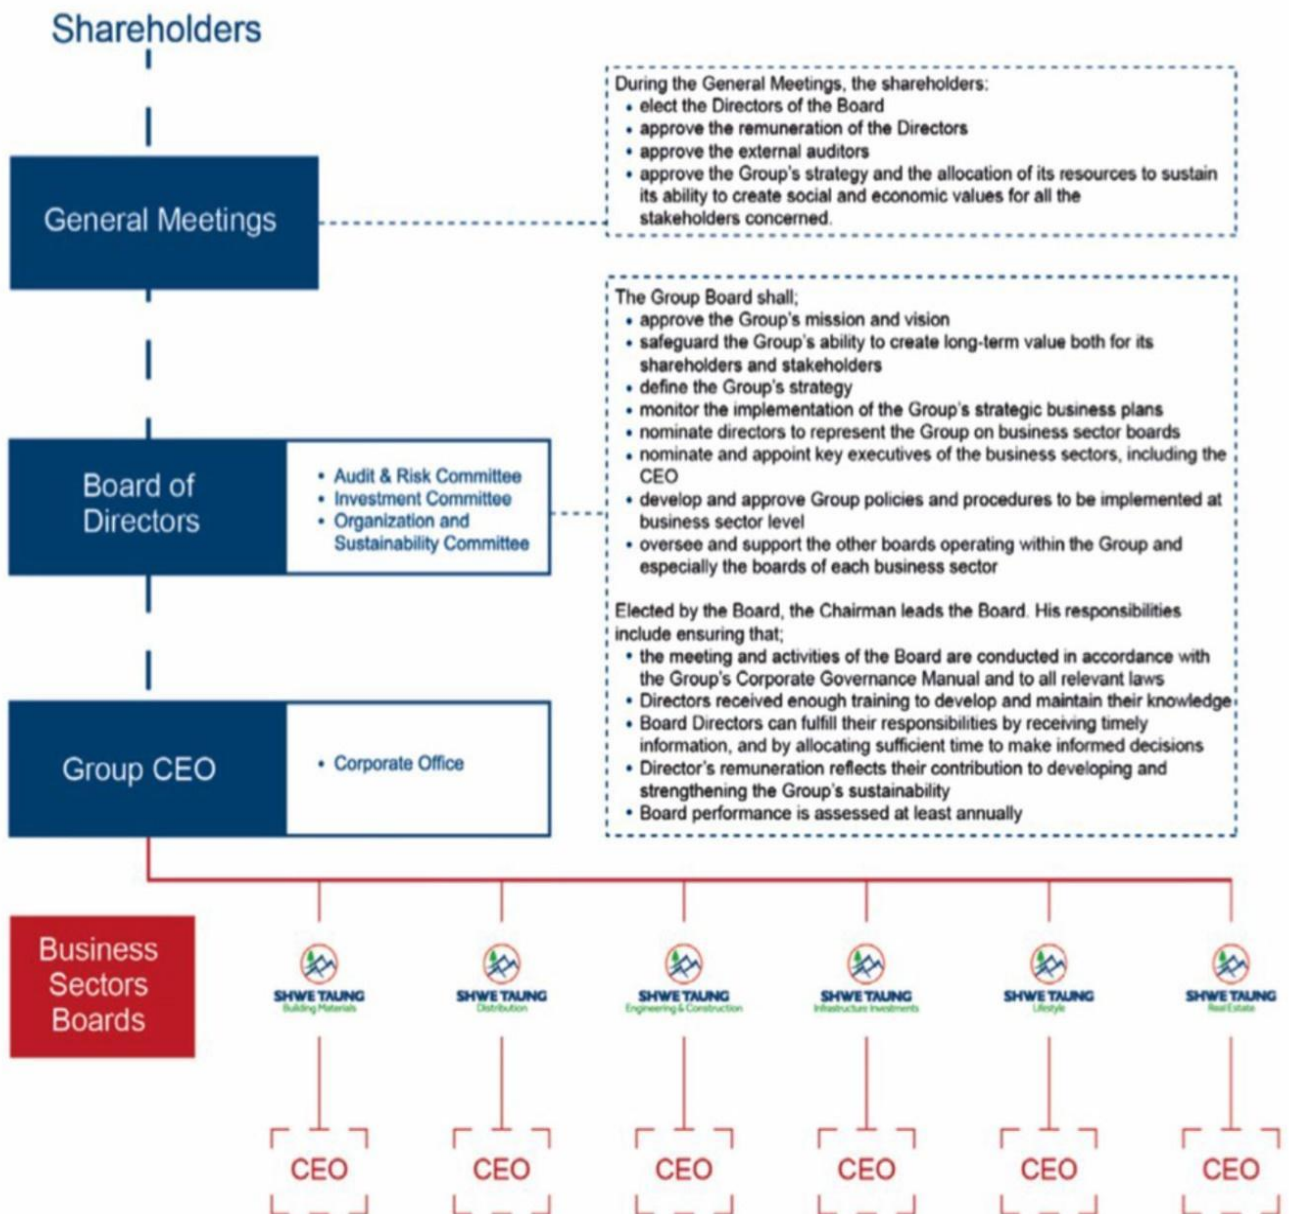 Shareholders
General Meetings
During the General Meetings, the shareholders:
• elect the Directors of the Board
• approve the remuneration of the Directors
• approve the external auditors
• approve the Group's strategy and the allocation of its resources to sustain
its ability to create social and economic values for all the
stakeholders concerned.
Board of
Directors
• Audit & Risk Committee
• Investment Committee
• Organization and
Sustainability Committee
The Group Board shall;
• approve the Group's mission and vision
• safeguard the Group's ability to create long-term value both for its
shareholders and stakeholders
• define the Group's strategy
• monitor the implementation of the Group's strategic business plans
• nominate directors to represent the Group on business sector boards
• nominate and appoint key executives of the business sectors, including the
CEO
• develop and approve Group policies and procedures to be implemented at
business sector level
• oversee and support the other boards operating within the Group and
especially the boards of each business sector
Elected by the Board, the Chairman leads the Board. His responsibilities
include ensuring that;
• the meeting and activities of the Board are conducted in accordance with
the Group's Corporate Governance Manual and to all relevant laws
• Directors received enough training to develop and maintain their knowledge
• Board Directors can fulfill their responsibilities by receiving timely
information, and by allocating sufficient time to make informed decisions
• Director's remuneration reflects their contribution to developing and
strengthening the Group's sustainability
• Board performance is assessed at least annually
Group CEO
• Corporate Office
Business
Sectors
Boards
SHWE TAUNG
Building Materials
SHWE TAUNG
Distribution
SHWE TAUNG
Engineering & Construction
SHWE TAUNG
Infrastructure Investments
SHWE TAUNG
Lifestyle
SHWE TAUNG
Real Estate
CEO
CEO
CEO
CEO
CEO
CEO